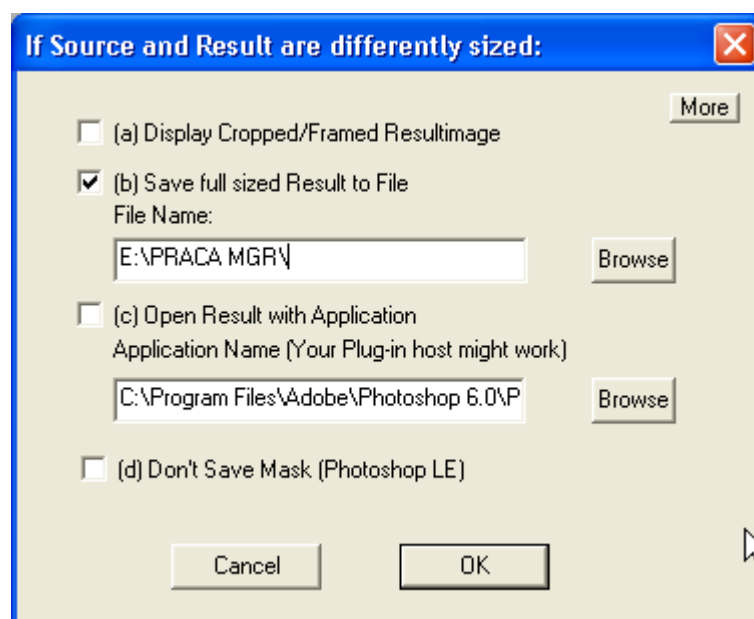 If Source and Result are differently sized:
More
(a) Display Cropped/Framed Resultimage
(b) Save full sized Result to File
File Name:
E:\PRACA MGR\
Browse
(c) Open Result with Application
Application Name (Your Plug-in host might work)
C:\Program Files\Adobe\Photoshop 6.0\P
Browse
(d) Don't Save Mask (Photoshop LE)
Cancel
OK